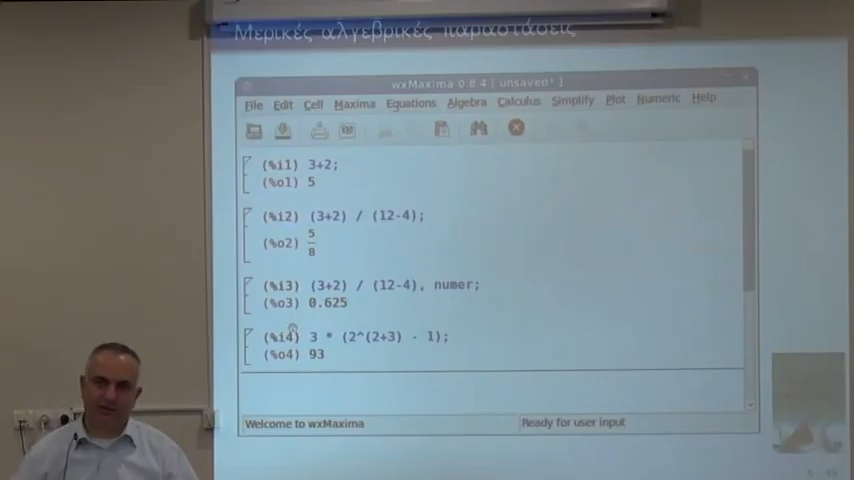 Μερικές αλγεβρικές παραστάσεις
wxMaxima 0.8.4 [ unsaved* ]
File Edit Cell Maxima Equations Algebra Calculus Simplify Plot Numeric Help
(%i1) 3+2;
(%o1) 5
(%i2) (3+2) / (12-4);
(%o2) 5/8
(%i3) (3+2) / (12-4), numer;
(%o3) 0.625
(%i4) 3 * (2^(2+3) - 1);
(%o4) 93
Welcome to wxMaxima Ready for user input